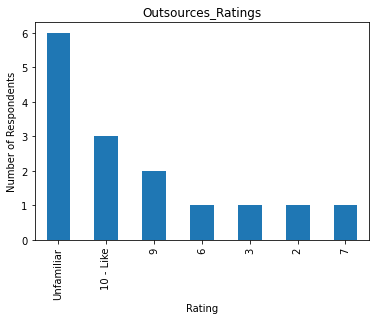 Outsources_Ratings
Number of Respondents
6
5
4
3
2
1
0
Unfamiliar
10 - Like
9
6
3
2
7
Rating